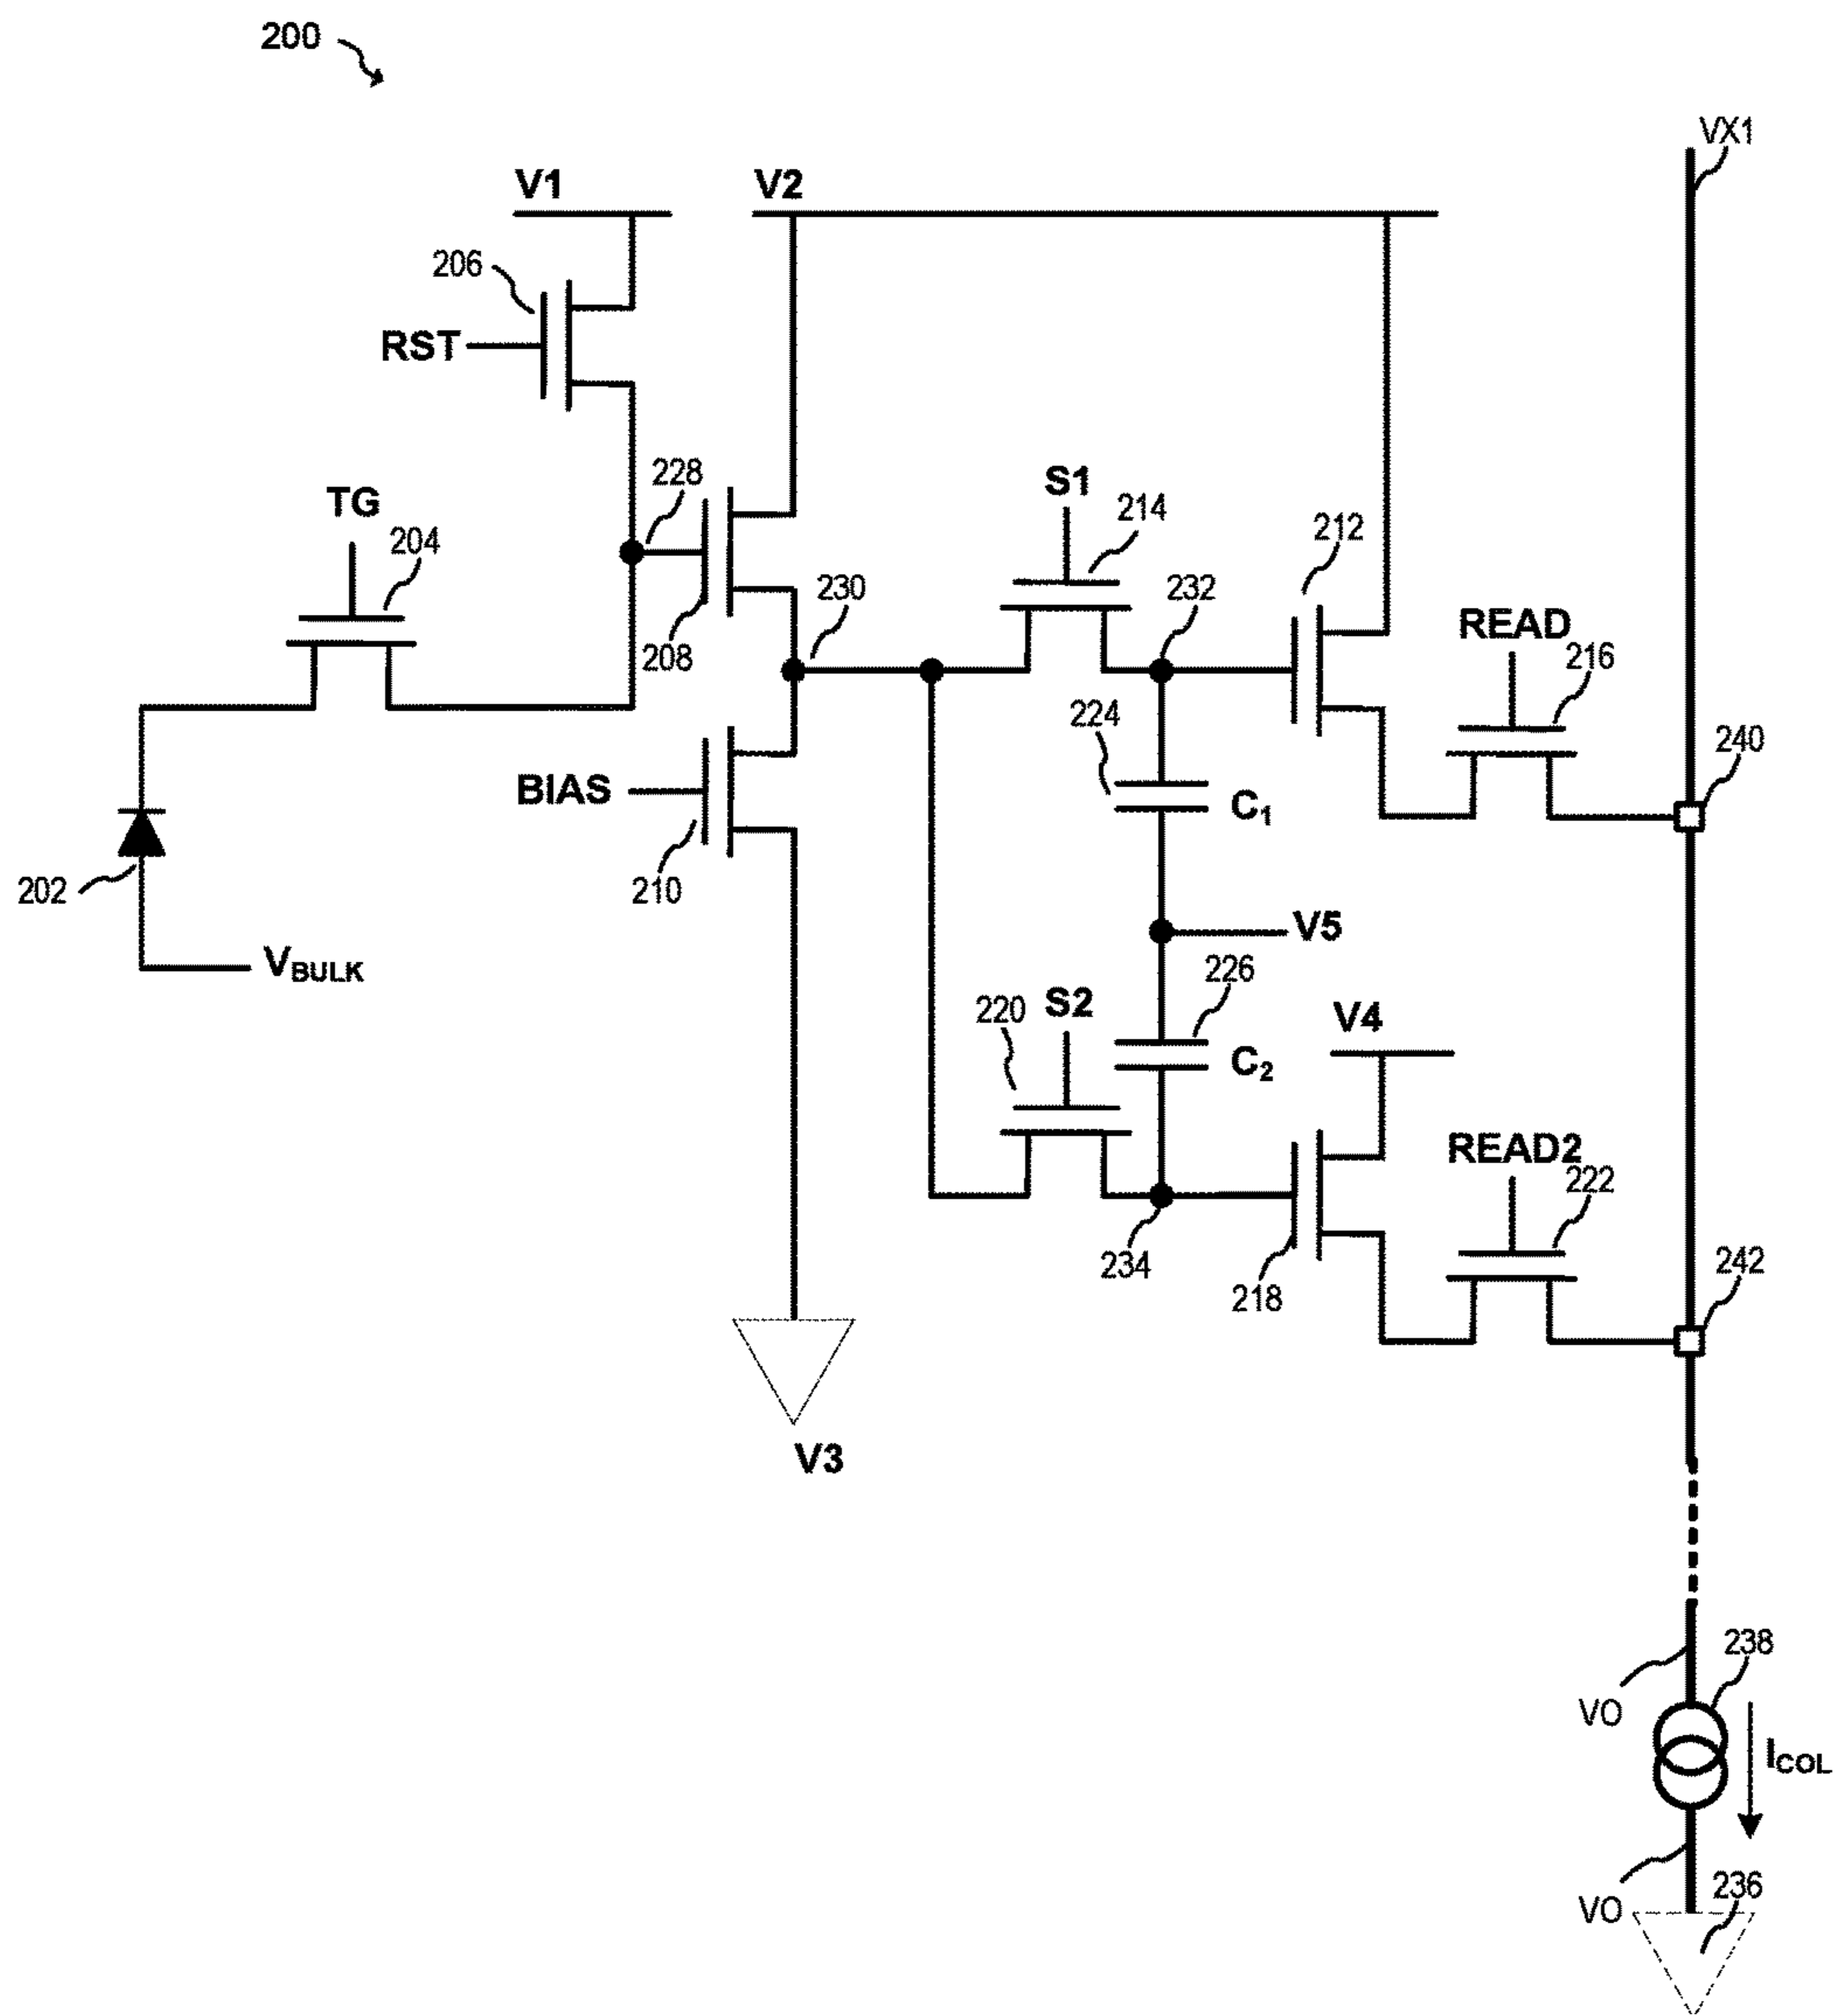 200
VX1
V1
V2
206
RST
228
S1
214
TG
204
212
230
232
READ
208
216
224
240
BIAS
C₁
202
210
V5
VBULK
226
S2
220
V4
C₂
READ2
222
234
242
218
V3
238
VO
ICOL
236
VO